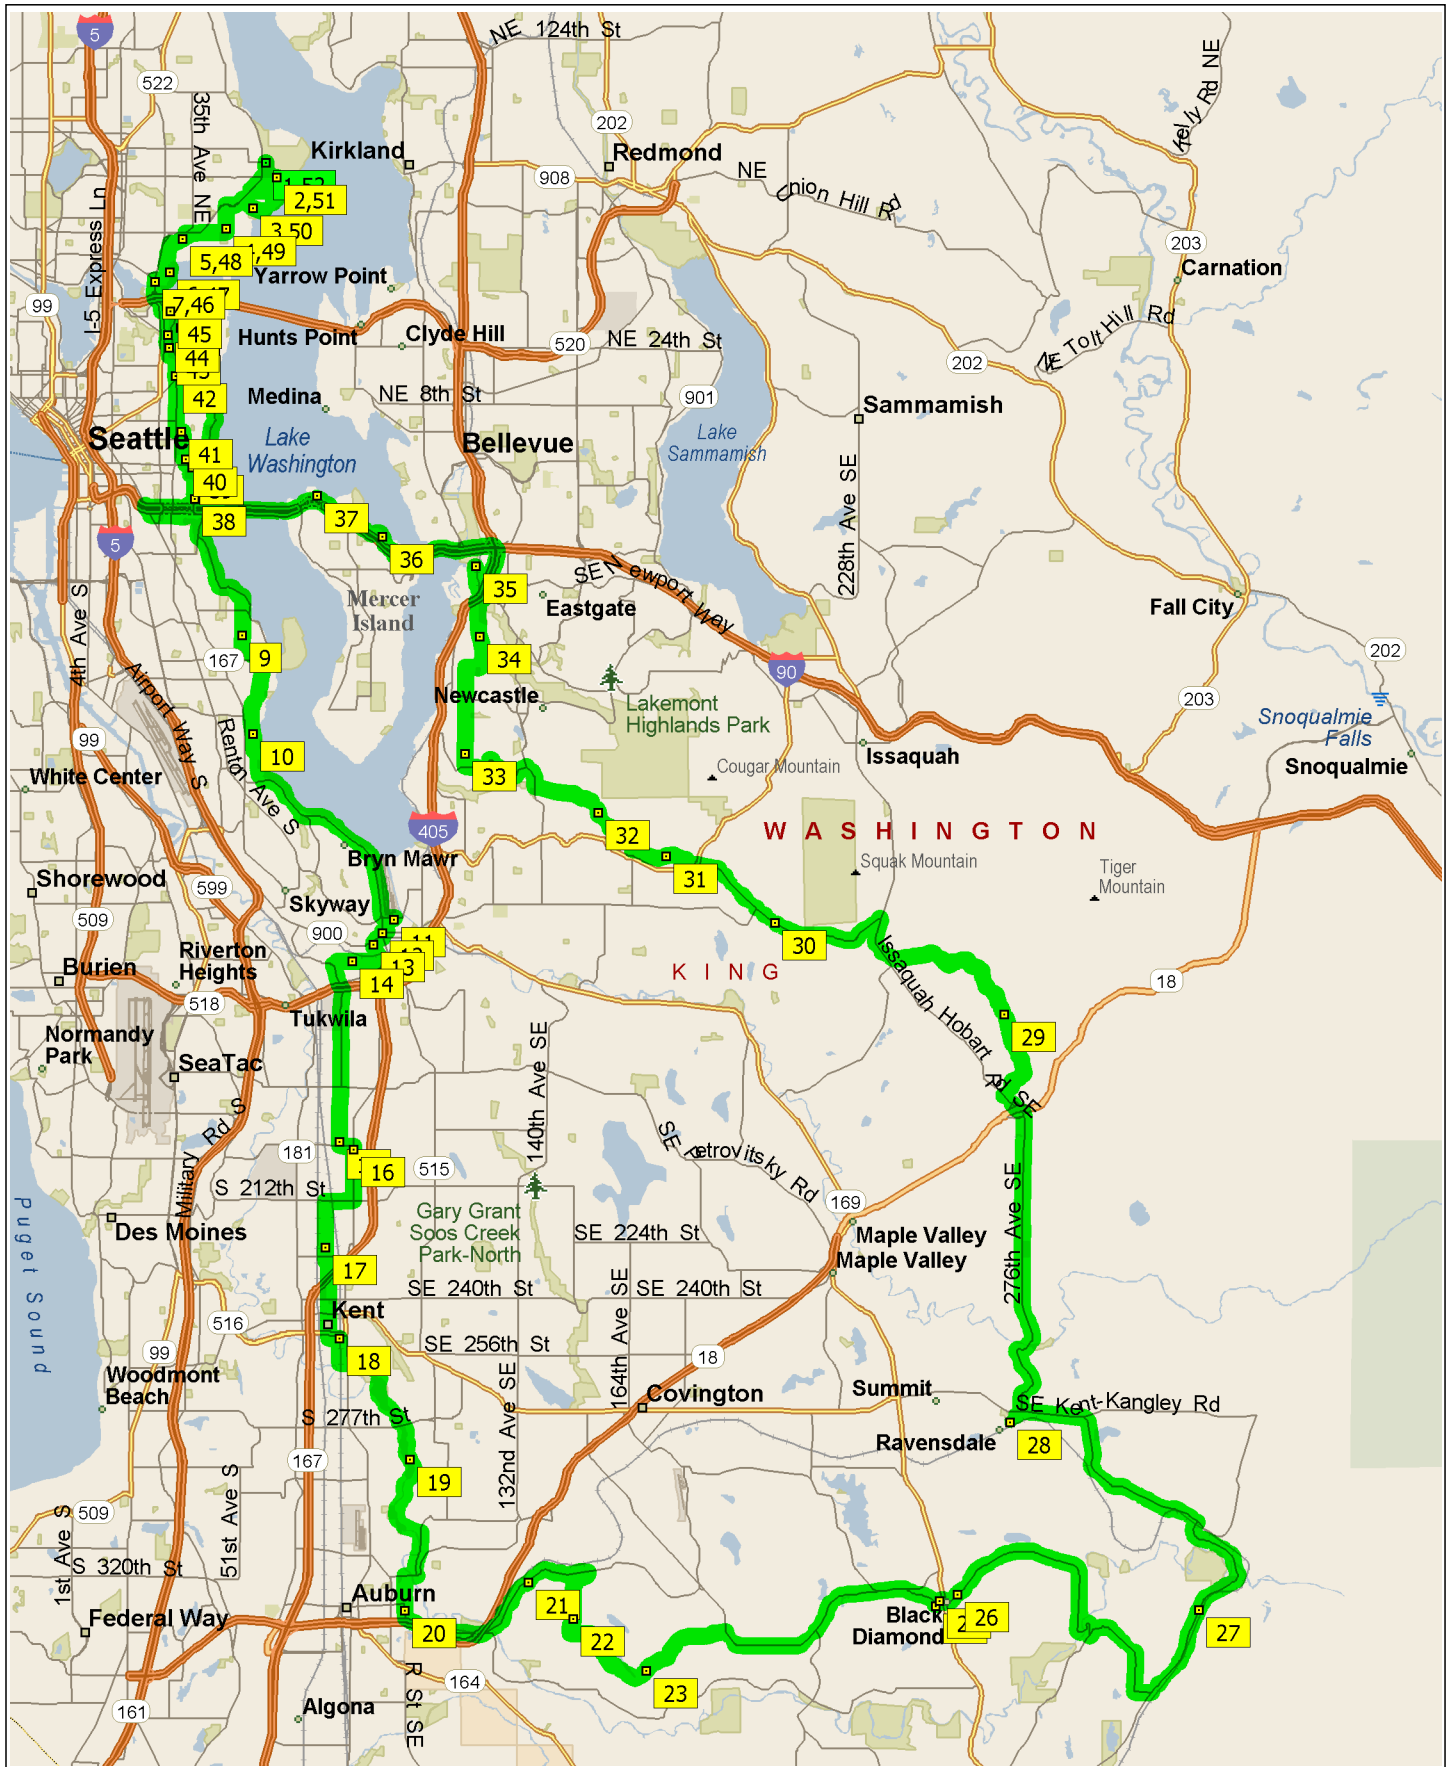 5
NE 124th St
522
35th Ave NE
Kirkland
202
Redmond
908
NE Union Hill Rd
Kelly Rd NE
2,51
3,50
5,48
Yarrow Point
203
Carnation
I-5 Express Ln
99
7,46
45
44
42
Hunts Point
Clyde Hill
520
NE 24th St
NE Tolt Hill Rd
202
Medina
NE 8th St
901
Sammamish
Seattle
Lake
Washington
Bellevue
Lake
Sammamish
41
40
38
37
36
35
228th Ave SE
5
SE Newport Way
Eastgate
Mercer
Island
Fall City
4th Ave S
9
167
34
90
202
Newcastle
Lakemont
Highlands Park
203
Snoqualmie
Falls
Airport Way S
Renton Ave S
99
10
White Center
33
Cougar Mountain
Issaquah
Snoqualmie
405
32
WASHINGTON
Bryn Mawr
Squak Mountain
Tiger
Mountain
31
Shorewood
599
Skyway
509
900
30
Riverton
Heights
Burien
11
13
14
KING
Issaquah Hobart Rd SE
18
518
Tukwila
Normandy
Park
SeaTac
29
140th Ave SE
Military Rd S
181
16
515
SE Petrovitsky Rd
S 212th St
276th Ave SE
169
Puget Sound
Des Moines
Gary Grant
Soos Creek
Park-North
SE 224th St
Maple Valley
Maple Valley
17
SE 240th St
164th Ave SE
SE 240th St
Kent
516
99
SE 256th St
18
18
Woodmont
Beach
132nd Ave SE
Covington
Summit
SE Kent-Kangley Rd
S 277th St
Ravensdale
28
167
19
51st Ave S
509
1st Ave S
S 320th St
Auburn
21
Black
Diamond
26
27
Federal Way
20
22
23
R St SE
164
Algona
161